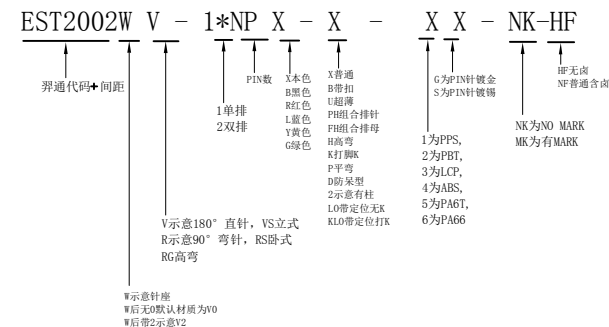 EST2002W V - 1*NP X - X - X X - NK-HF
羿通代码+间距
PIN数
1单排
2双排
X本色
B黑色
R红色
L蓝色
Y黄色
G绿色
X普通
B带扣
U超薄
PH组合排针
FH组合排母
H高弯
K打脚K
P平弯
D防呆型
2示意有柱
LO带定位无K
KLO带定位打K
G为PIN针镀金
S为PIN针镀锡
1为PPS,
2为PBT,
3为LCP,
4为ABS,
5为PA6T,
6为PA66
NK为NO MARK
MK为有MARK
HF无卤
NF普通含卤
V示意180°直针，VS立式
R示意90°弯针，RS卧式
RG高弯
W示意针座
W后无0默认材质为V0
W后带2示意V2